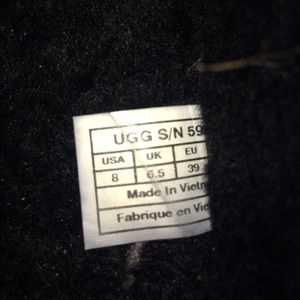 UGG S/N 59
USA UK EU
8 6.5 39
Made In Vietn
Fabrique en Vie